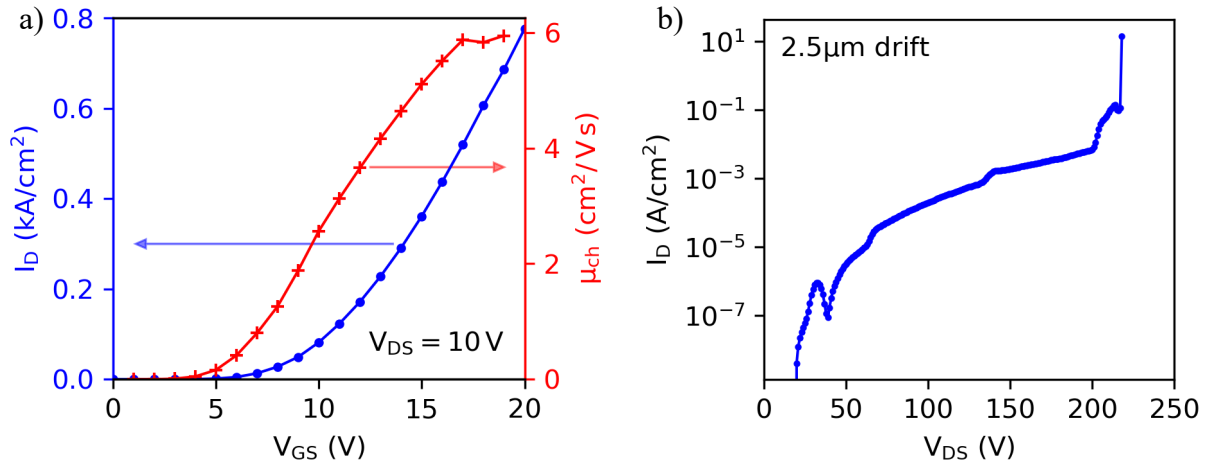 a)
0.8
0.6
0.4
0.2
0.0
I_D (kA/cm²)
6
4
2
0
μ_ch (cm²/V s)
V_DS = 10 V
0 5 10 15 20
V_GS (V)
b)
2.5μm drift
10¹
10⁻¹
10⁻³
10⁻⁵
10⁻⁷
I_D (A/cm²)
0 50 100 150 200 250
V_DS (V)